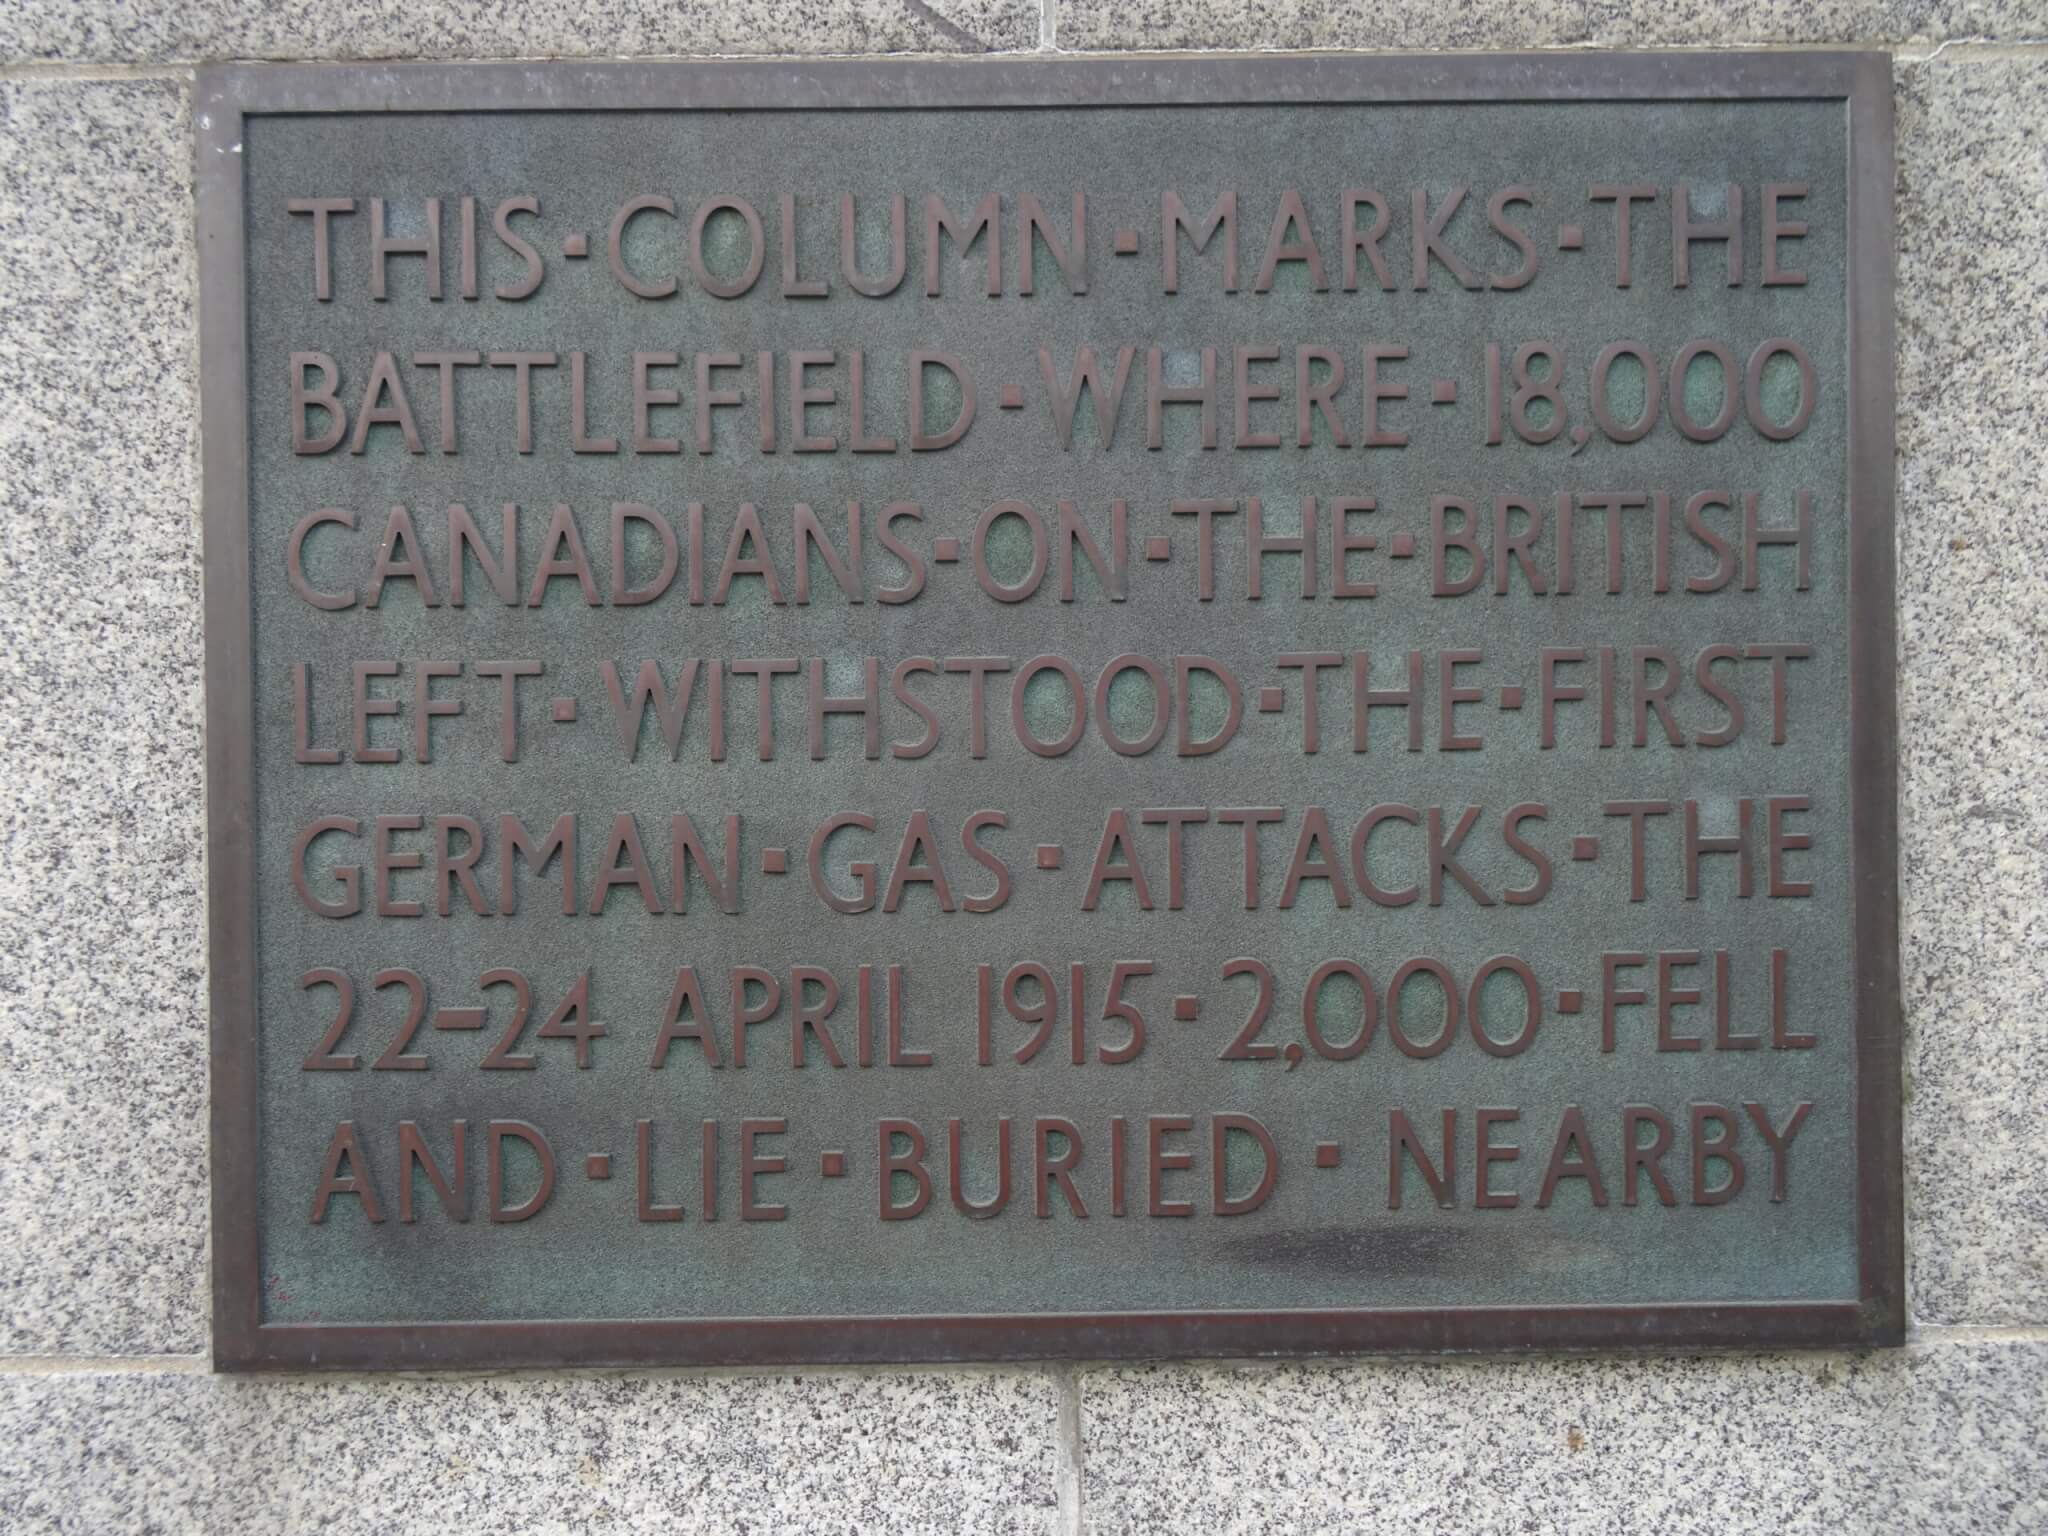 THIS·COLUMN·MARKS·THE
BATTLEFIELD·WHERE·18,000
CANADIANS·ON·THE·BRITISH
LEFT·WITHSTOOD·THE·FIRST
GERMAN·GAS·ATTACKS·THE
22-24 APRIL 1915·2,000·FELL
AND·LIE·BURIED·NEARBY